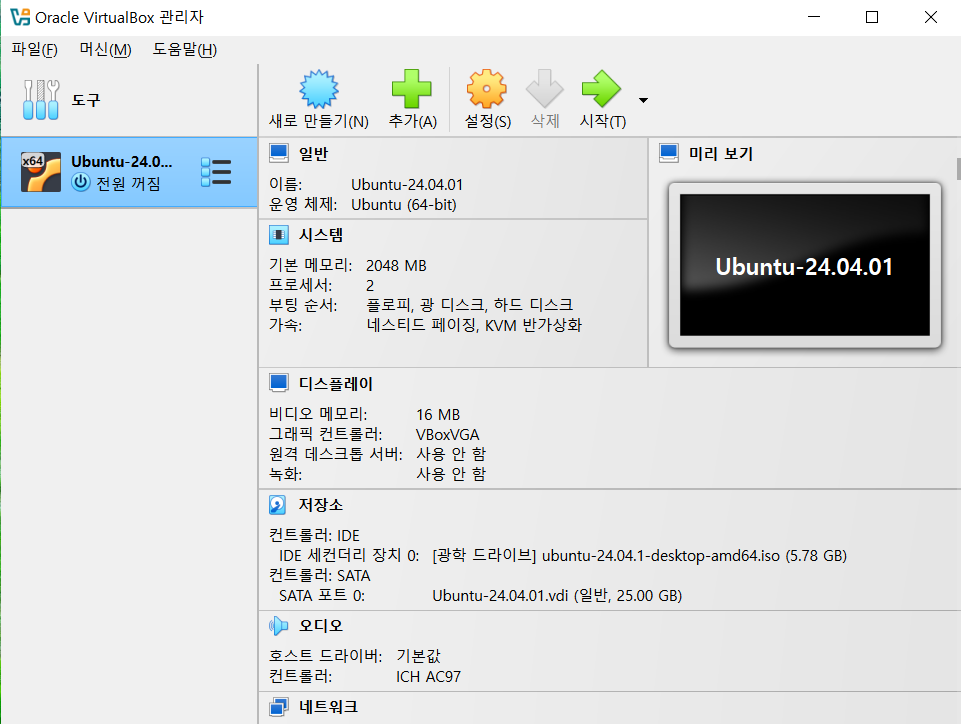 Oracle VirtualBox 관리자
파일(F) 머신(M) 도움말(H)
도구
새로 만들기(N) 추가(A) 설정(S) 삭제 시작(T)
x64
Ubuntu-24.0...
전원 꺼짐
일반
이름: Ubuntu-24.04.01
운영 체제: Ubuntu (64-bit)
미리 보기
Ubuntu-24.04.01
시스템
기본 메모리: 2048 MB
프로세서: 2
부팅 순서: 플로피, 광 디스크, 하드 디스크
가속: 네스티드 페이징, KVM 반가상화
디스플레이
비디오 메모리: 16 MB
그래픽 컨트롤러: VBoxVGA
원격 데스크톱 서버: 사용 안 함
녹화: 사용 안 함
저장소
컨트롤러: IDE
IDE 세컨더리 장치 0: [광학 드라이브] ubuntu-24.04.1-desktop-amd64.iso (5.78 GB)
컨트롤러: SATA
SATA 포트 0: Ubuntu-24.04.01.vdi (일반, 25.00 GB)
오디오
호스트 드라이버: 기본값
컨트롤러: ICH AC97
네트워크